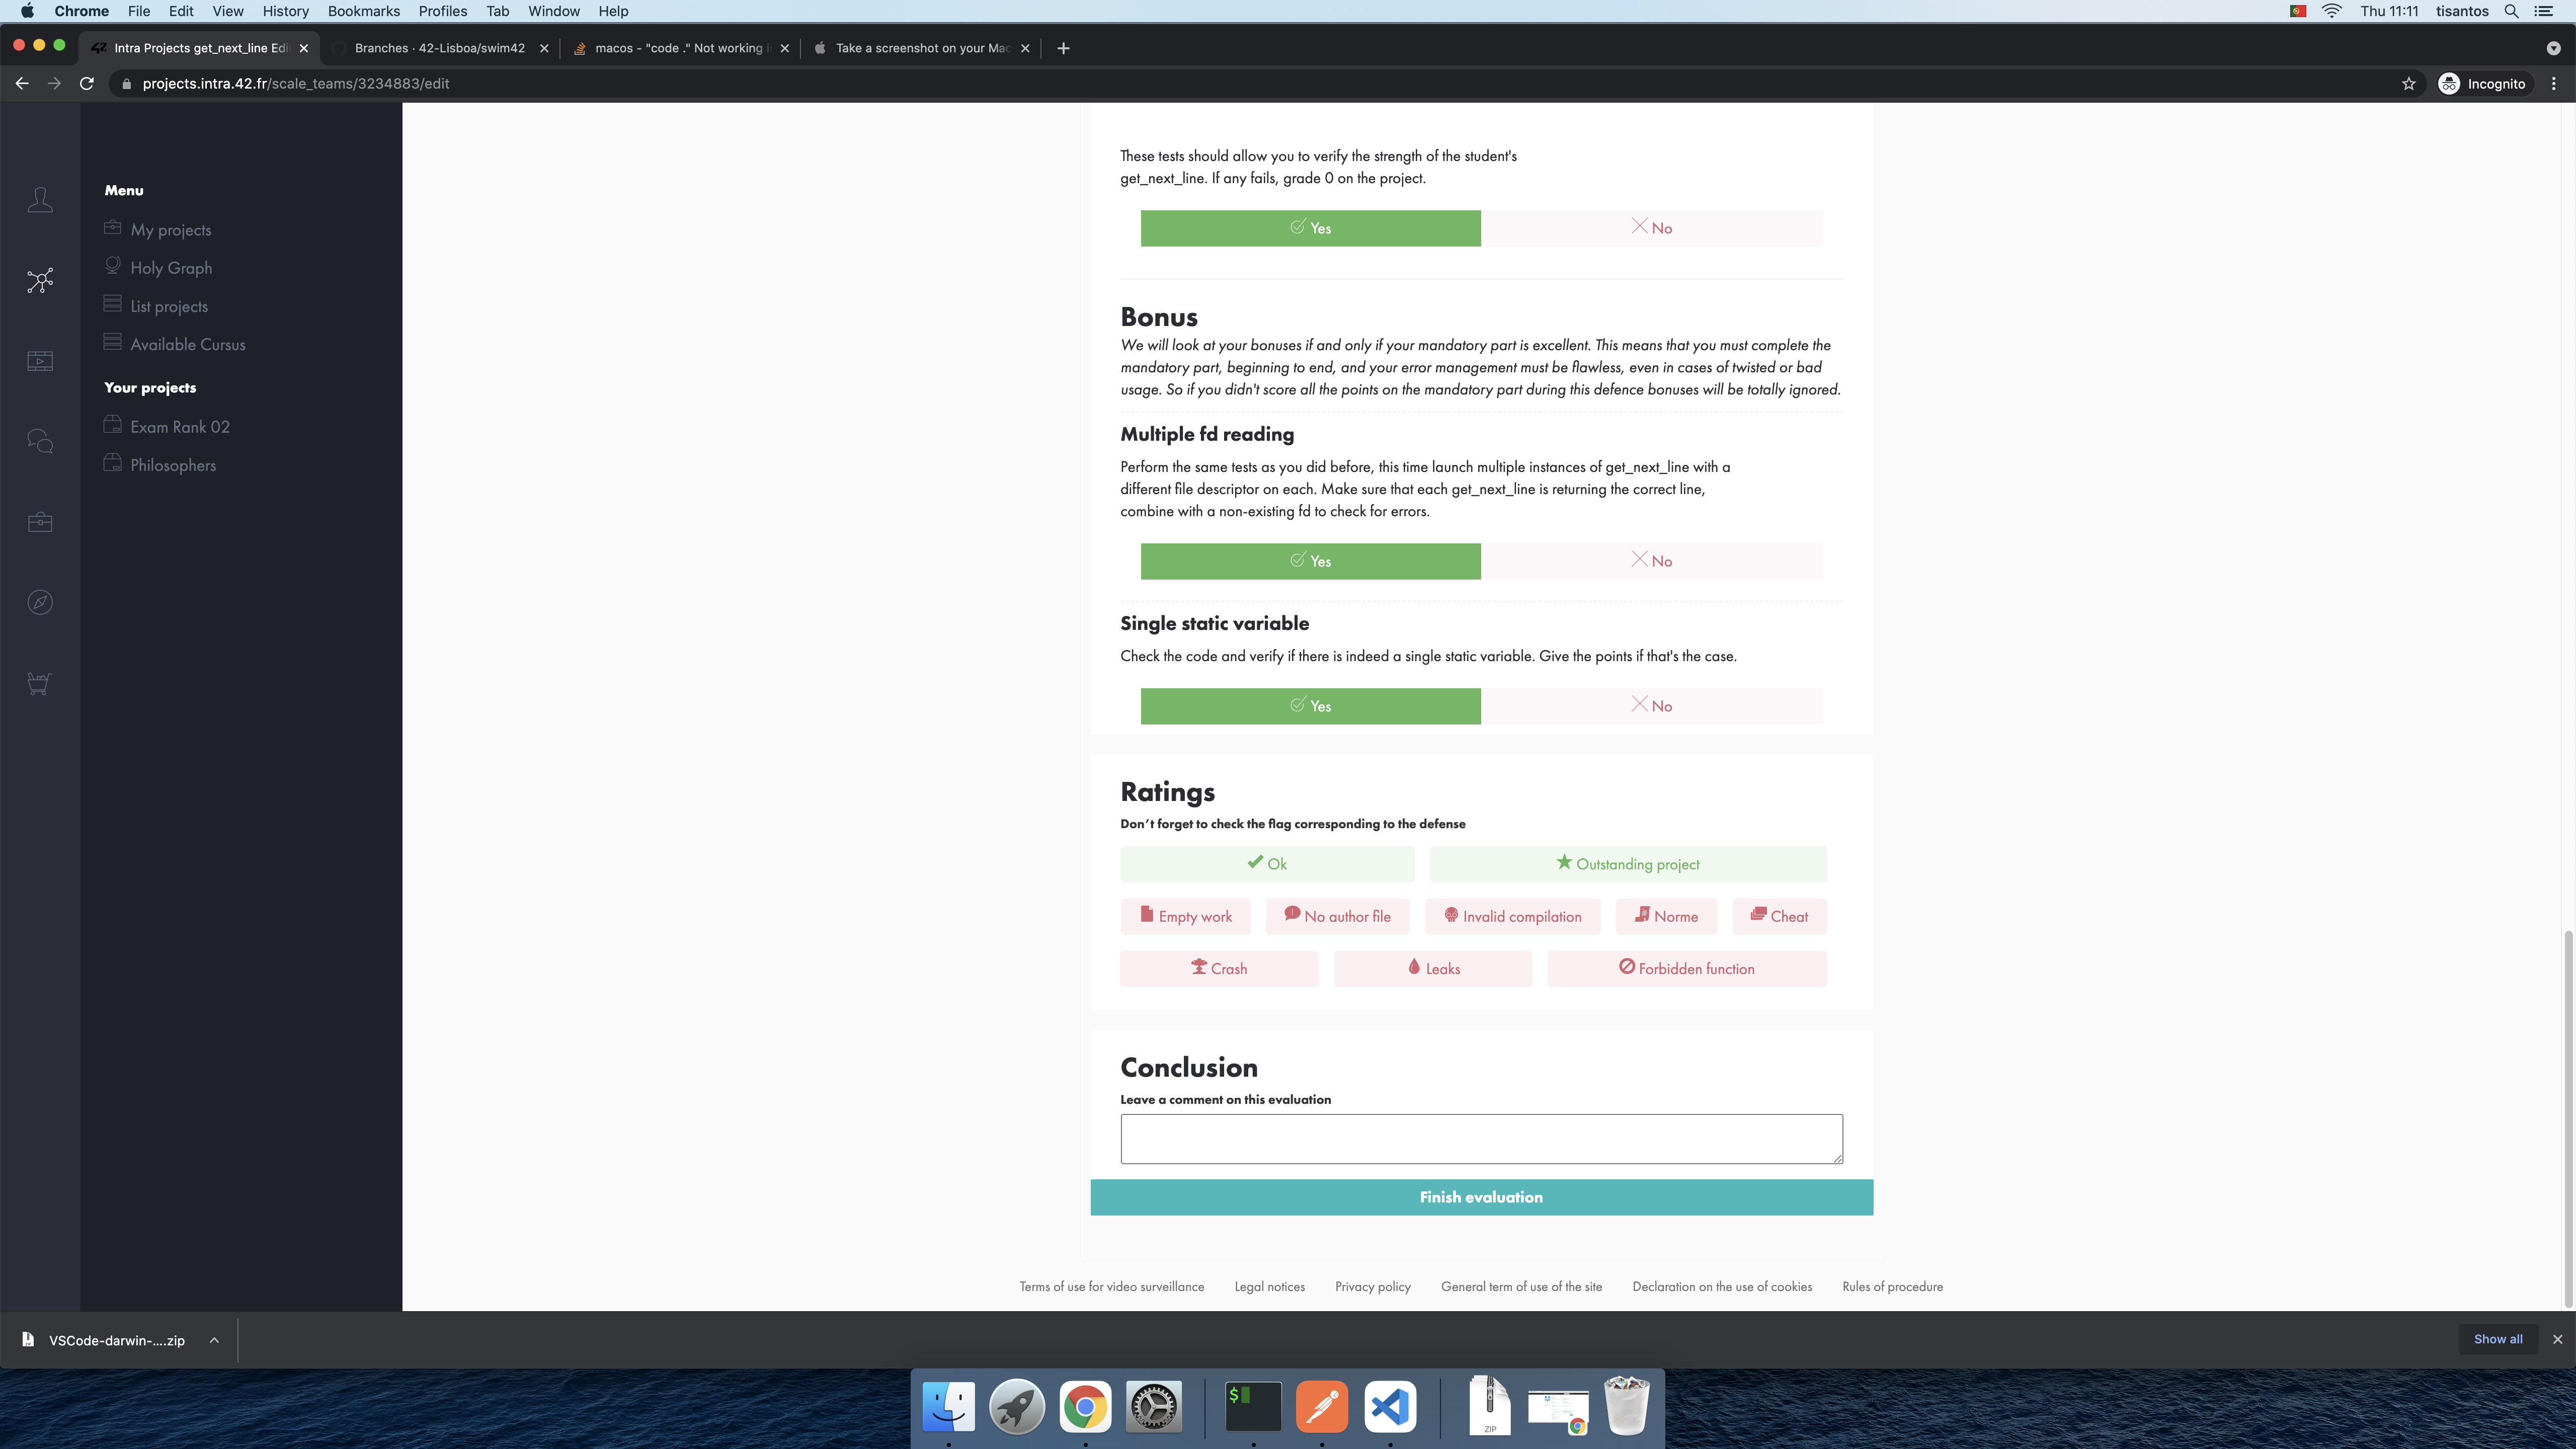 Chrome File Edit View History Bookmarks Profiles Tab Window Help Thu 11:11 tisantos
42 Intra Projects get_next_line Edi Branches · 42-Lisboa/swim42 macos - "code ." Not working i Take a screenshot on your Mac
projects.intra.42.fr/scale_teams/3234883/edit Incognito
Menu
My projects
Holy Graph
List projects
Available Cursus
Your projects
Exam Rank 02
Philosophers
These tests should allow you to verify the strength of the student's
get_next_line. If any fails, grade 0 on the project.
Yes No
Bonus
We will look at your bonuses if and only if your mandatory part is excellent. This means that you must complete the
mandatory part, beginning to end, and your error management must be flawless, even in cases of twisted or bad
usage. So if you didn't score all the points on the mandatory part during this defence bonuses will be totally ignored.
Multiple fd reading
Perform the same tests as you did before, this time launch multiple instances of get_next_line with a
different file descriptor on each. Make sure that each get_next_line is returning the correct line,
combine with a non-existing fd to check for errors.
Yes No
Single static variable
Check the code and verify if there is indeed a single static variable. Give the points if that's the case.
Yes No
Ratings
Don’t forget to check the flag corresponding to the defense
Ok Outstanding project
Empty work No author file Invalid compilation Norme Cheat
Crash Leaks Forbidden function
Conclusion
Leave a comment on this evaluation
Finish evaluation
Terms of use for video surveillance Legal notices Privacy policy General term of use of the site Declaration on the use of cookies Rules of procedure
VSCode-darwin-....zip Show all
$
ZIP